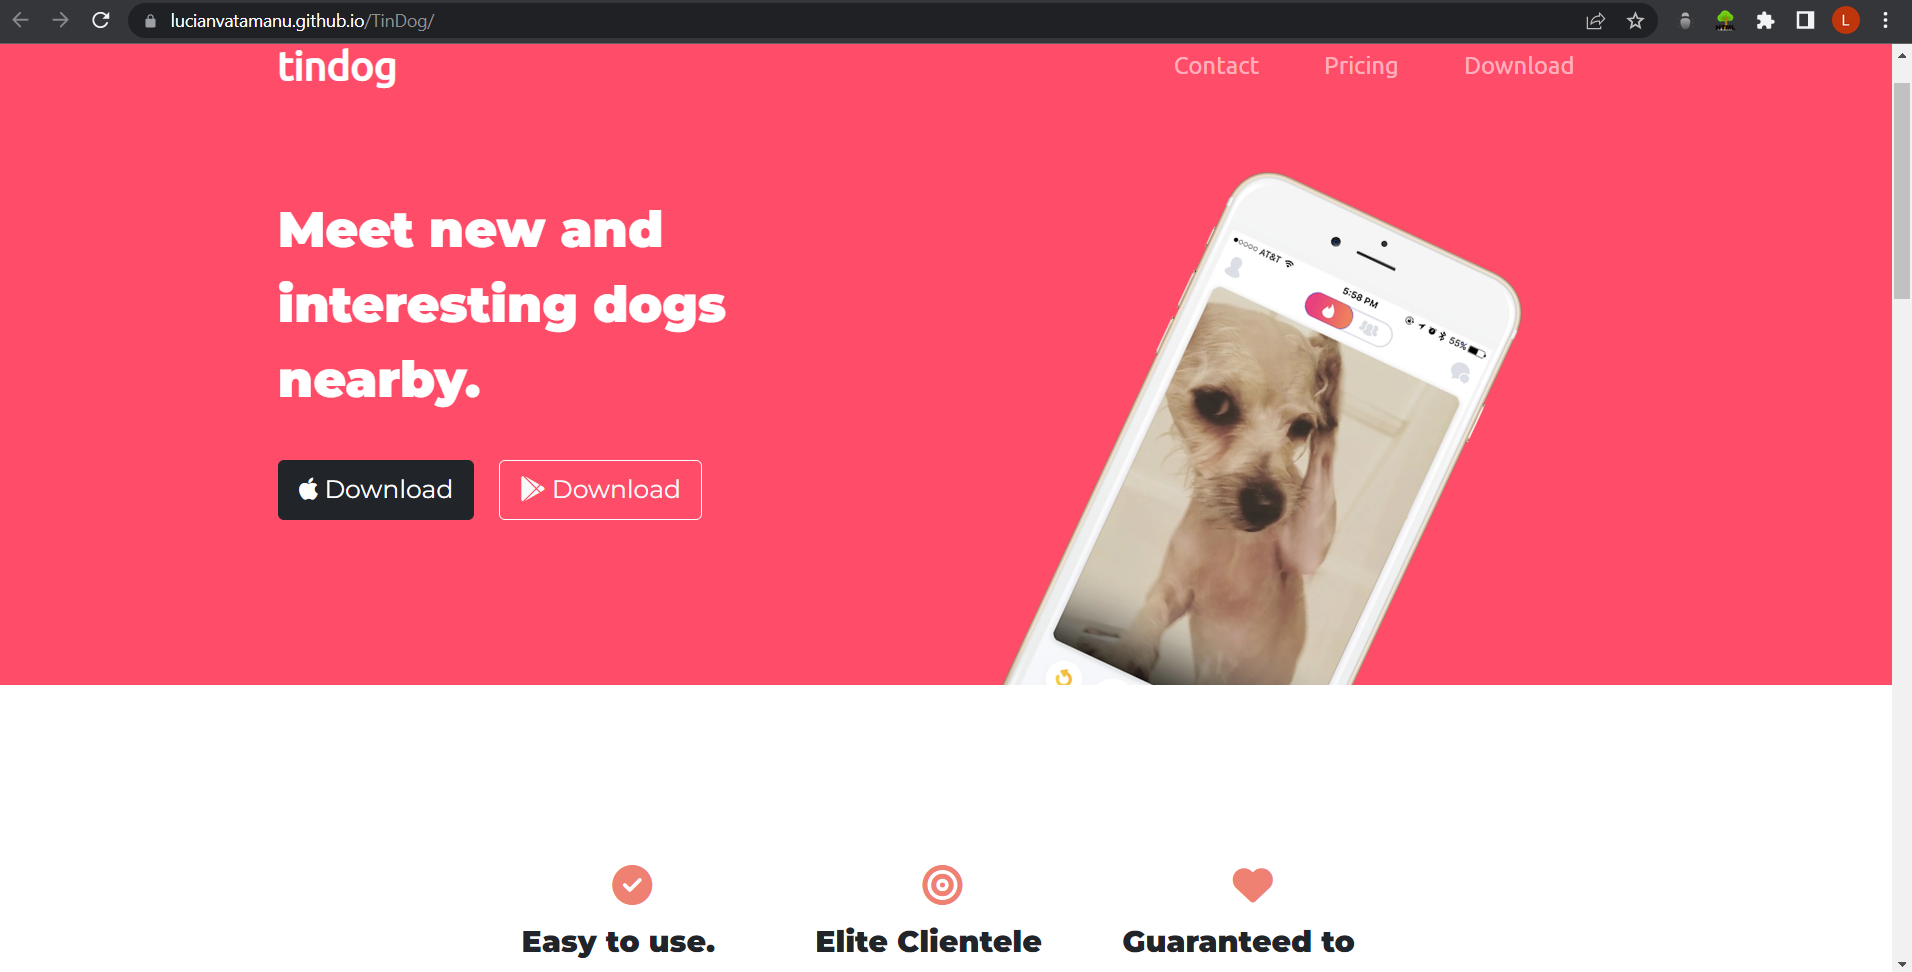 lucianvatamanu.github.io/TinDog/
L
tindog
Contact
Pricing
Download
Meet new and
interesting dogs
nearby.
Download
Download
AT&T
5:58 PM
55%
Easy to use.
Elite Clientele
Guaranteed to